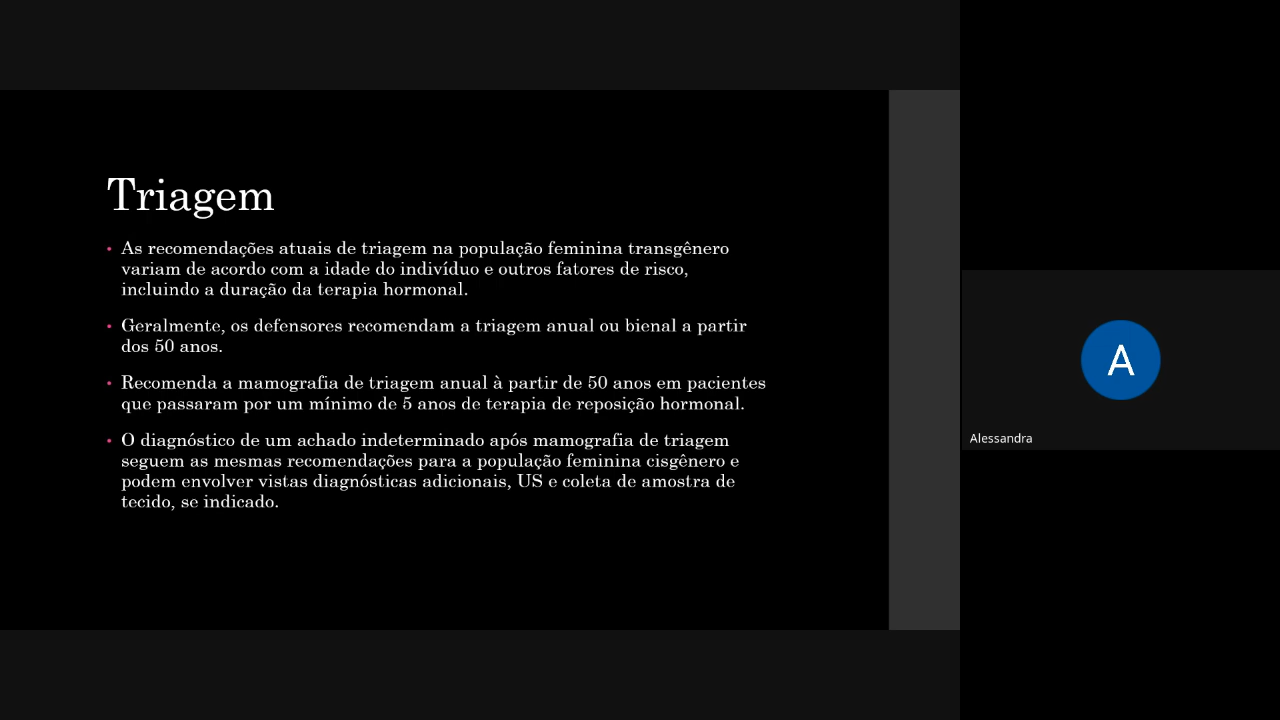 Triagem
• As recomendações atuais de triagem na população feminina transgênero
variam de acordo com a idade do indivíduo e outros fatores de risco,
incluindo a duração da terapia hormonal.
• Geralmente, os defensores recomendam a triagem anual ou bienal a partir
dos 50 anos.
• Recomenda a mamografia de triagem anual à partir de 50 anos em pacientes
que passaram por um mínimo de 5 anos de terapia de reposição hormonal.
• O diagnóstico de um achado indeterminado após mamografia de triagem
seguem as mesmas recomendações para a população feminina cisgênero e
podem envolver vistas diagnósticas adicionais, US e coleta de amostra de
tecido, se indicado.
A
Alessandra